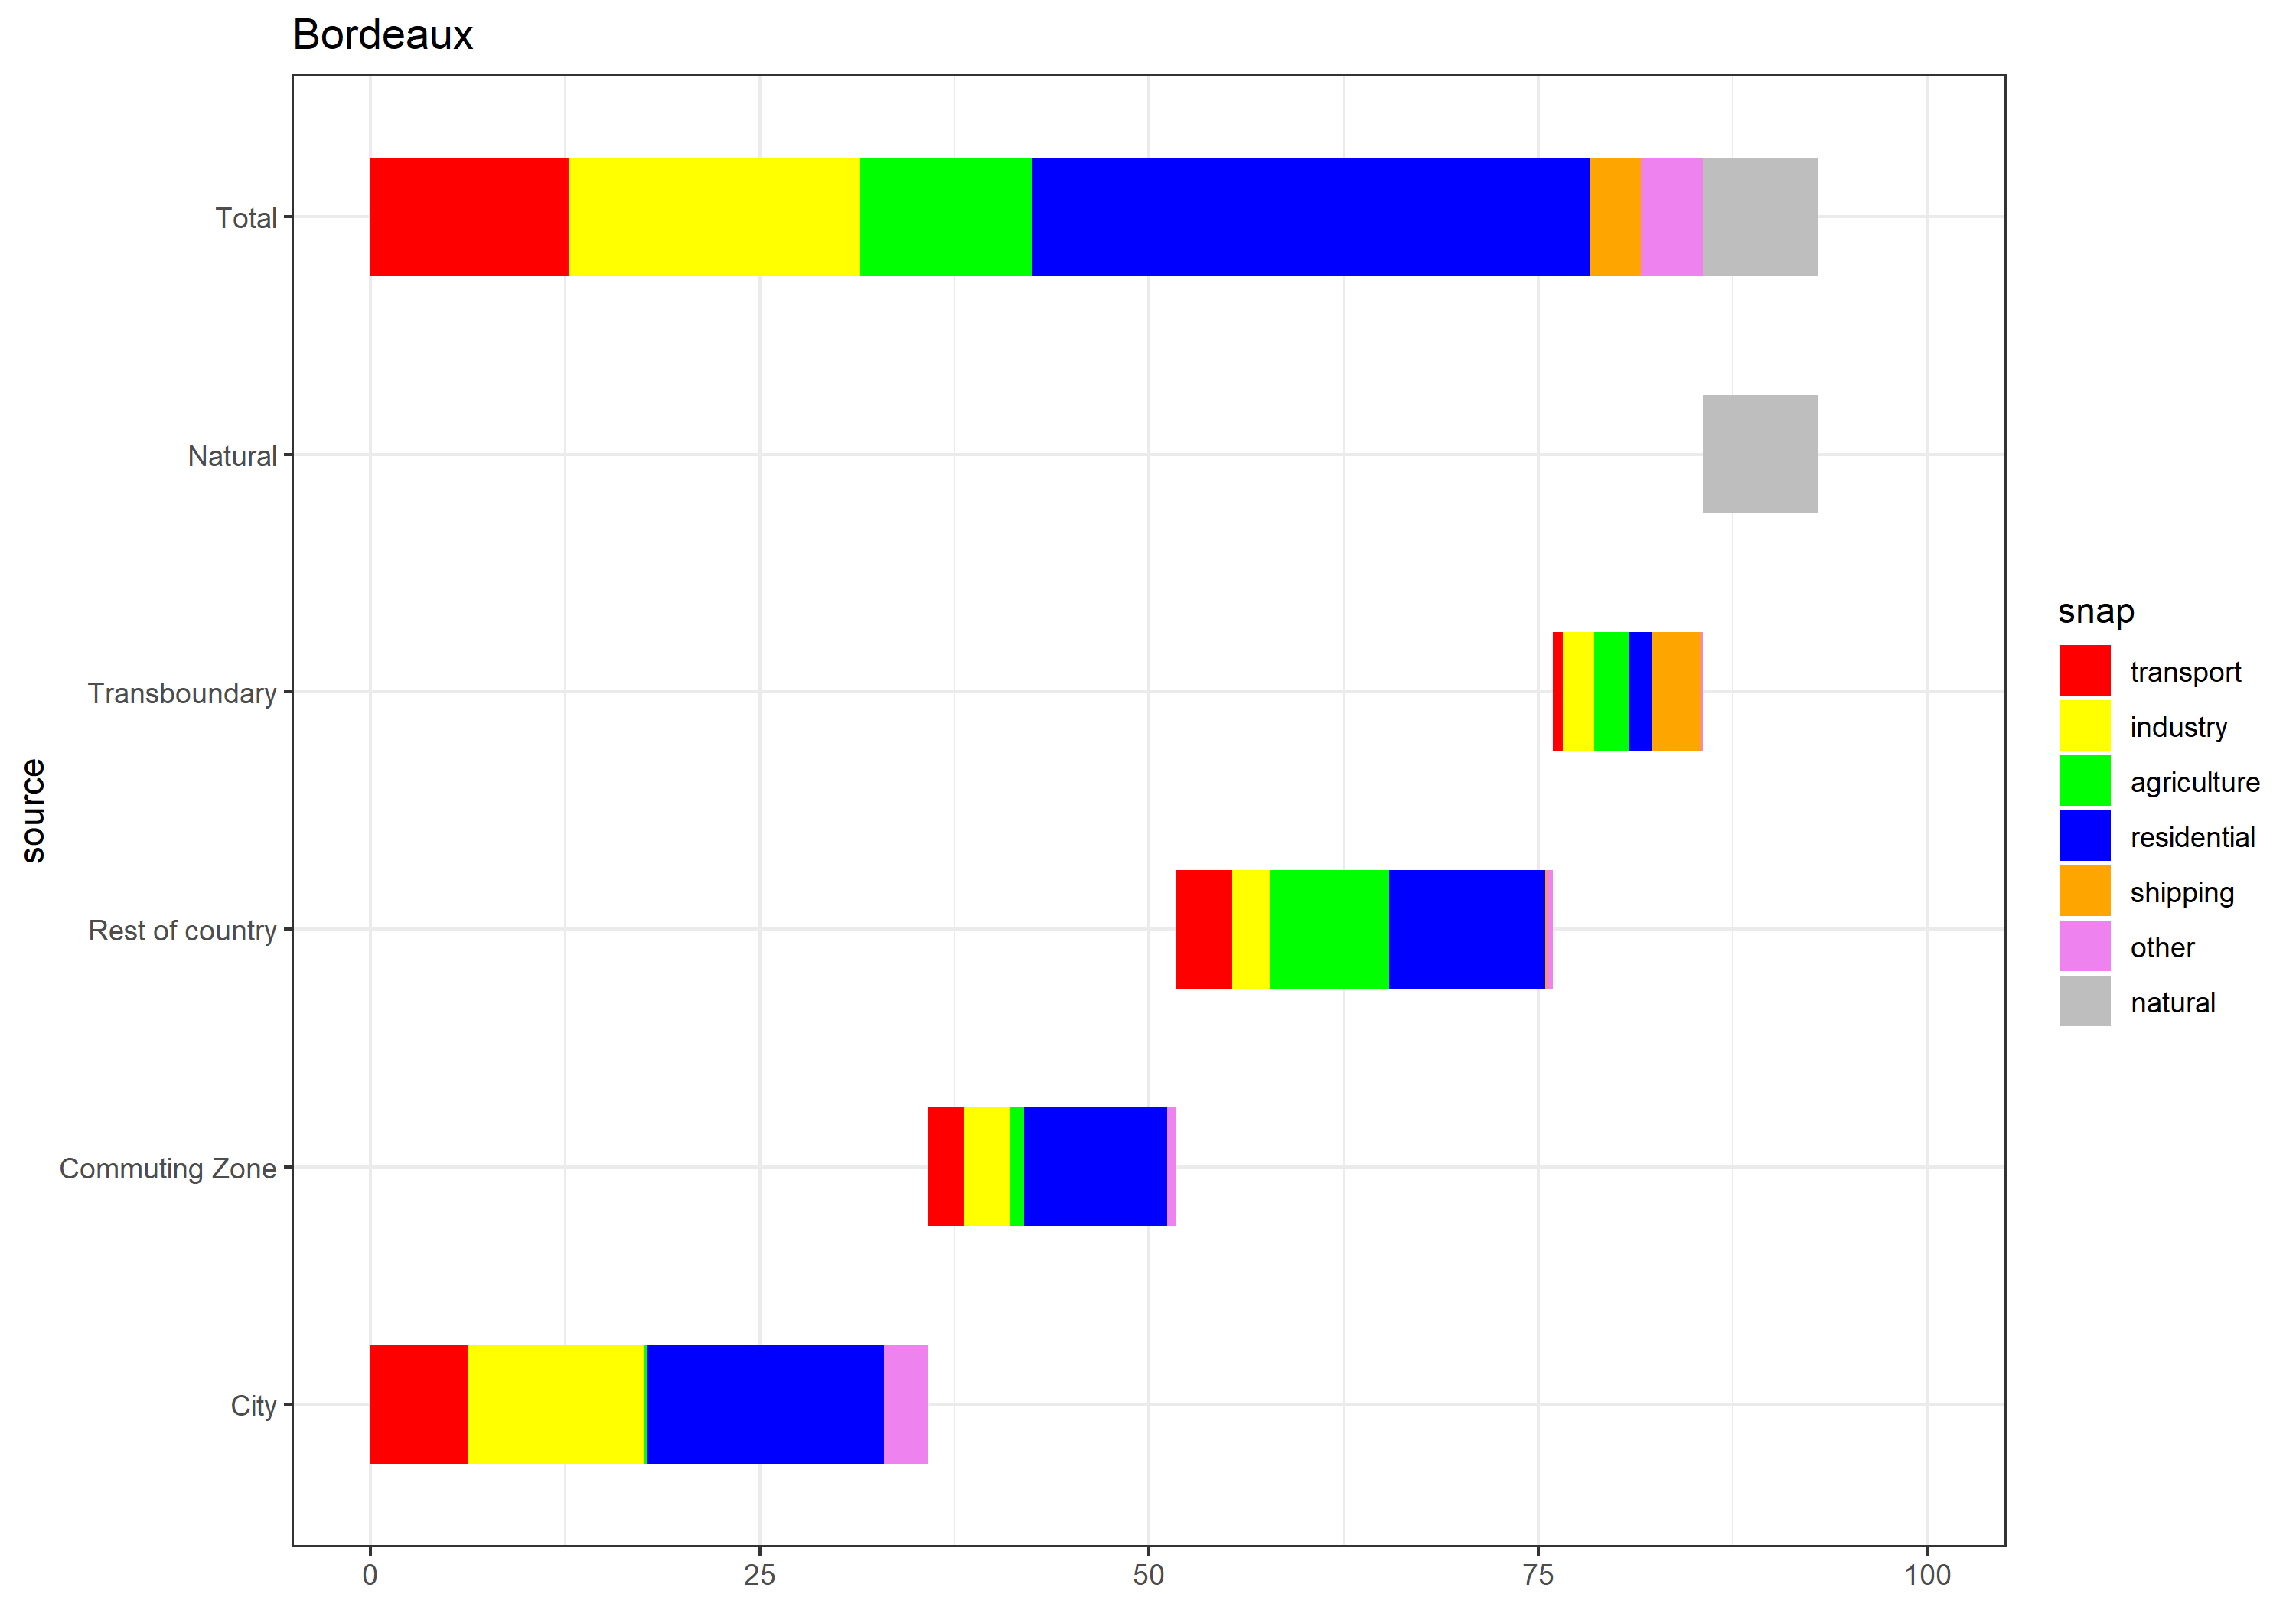 Bordeaux
Total
Natural
Transboundary
Rest of country
Commuting Zone
City
source
0 25 50 75 100
snap
transport
industry
agriculture
residential
shipping
other
natural